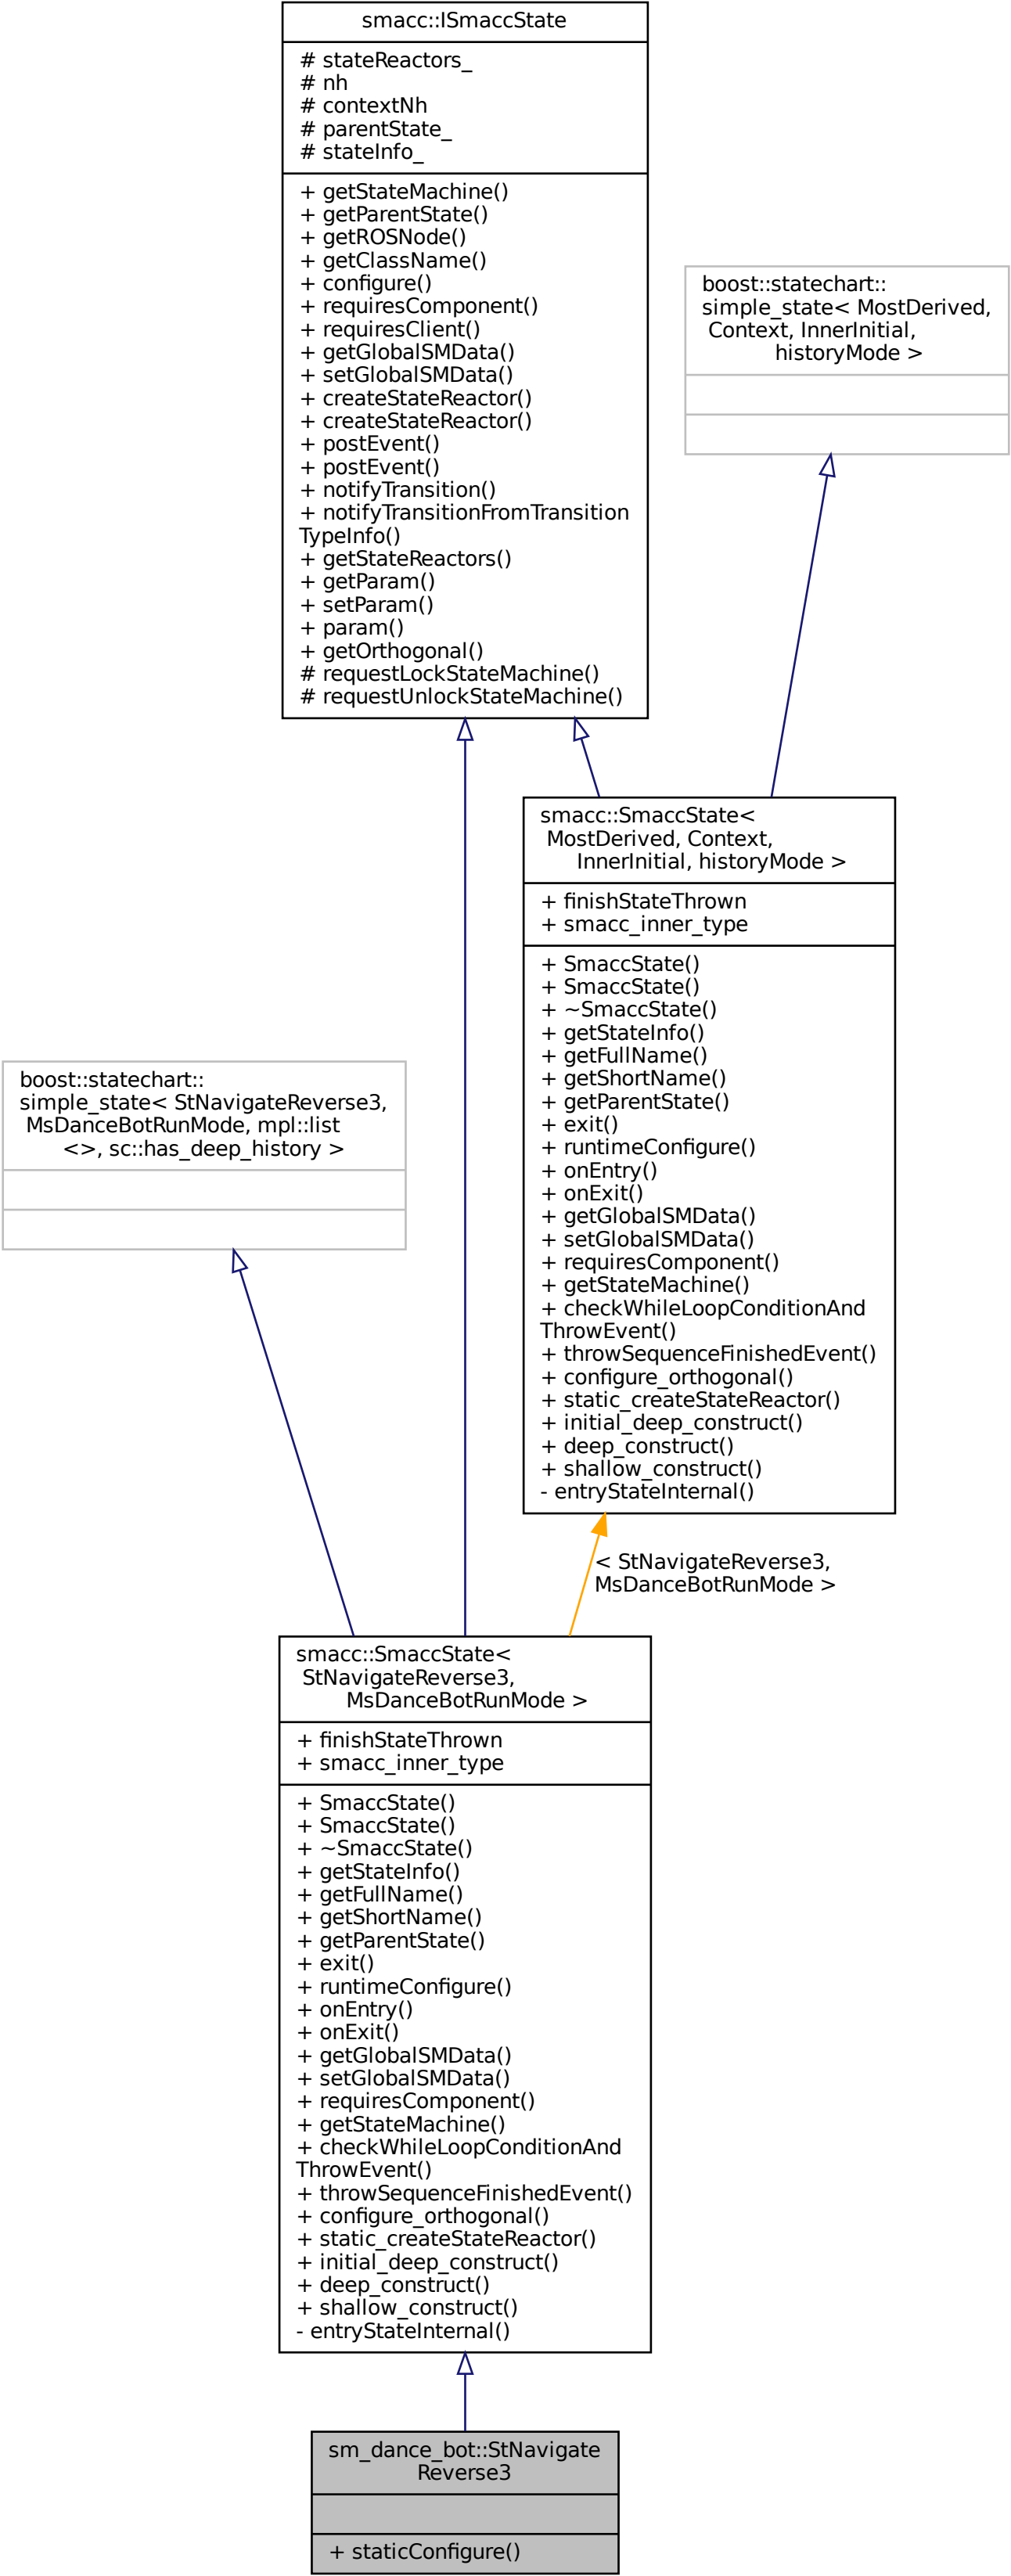 smacc::ISmaccState
# stateReactors_
# nh
# contextNh
# parentState_
# stateInfo_
+ getStateMachine()
+ getParentState()
+ getROSNode()
+ getClassName()
+ configure()
+ requiresComponent()
+ requiresClient()
+ getGlobalSMData()
+ setGlobalSMData()
+ createStateReactor()
+ createStateReactor()
+ postEvent()
+ postEvent()
+ notifyTransition()
+ notifyTransitionFromTransition
TypeInfo()
+ getStateReactors()
+ getParam()
+ setParam()
+ param()
+ getOrthogonal()
# requestLockStateMachine()
# requestUnlockStateMachine()
boost::statechart::
simple_state< MostDerived,
Context, InnerInitial,
historyMode >
smacc::SmaccState<
MostDerived, Context,
InnerInitial, historyMode >
+ finishStateThrown
+ smacc_inner_type
+ SmaccState()
+ SmaccState()
+ ~SmaccState()
+ getStateInfo()
+ getFullName()
+ getShortName()
+ getParentState()
+ exit()
+ runtimeConfigure()
+ onEntry()
+ onExit()
+ getGlobalSMData()
+ setGlobalSMData()
+ requiresComponent()
+ getStateMachine()
+ checkWhileLoopConditionAnd
ThrowEvent()
+ throwSequenceFinishedEvent()
+ configure_orthogonal()
+ static_createStateReactor()
+ initial_deep_construct()
+ deep_construct()
+ shallow_construct()
- entryStateInternal()
boost::statechart::
simple_state< StNavigateReverse3,
MsDanceBotRunMode, mpl::list
<>, sc::has_deep_history >
< StNavigateReverse3,
MsDanceBotRunMode >
smacc::SmaccState<
StNavigateReverse3,
MsDanceBotRunMode >
+ finishStateThrown
+ smacc_inner_type
+ SmaccState()
+ SmaccState()
+ ~SmaccState()
+ getStateInfo()
+ getFullName()
+ getShortName()
+ getParentState()
+ exit()
+ runtimeConfigure()
+ onEntry()
+ onExit()
+ getGlobalSMData()
+ setGlobalSMData()
+ requiresComponent()
+ getStateMachine()
+ checkWhileLoopConditionAnd
ThrowEvent()
+ throwSequenceFinishedEvent()
+ configure_orthogonal()
+ static_createStateReactor()
+ initial_deep_construct()
+ deep_construct()
+ shallow_construct()
- entryStateInternal()
sm_dance_bot::StNavigate
Reverse3
+ staticConfigure()